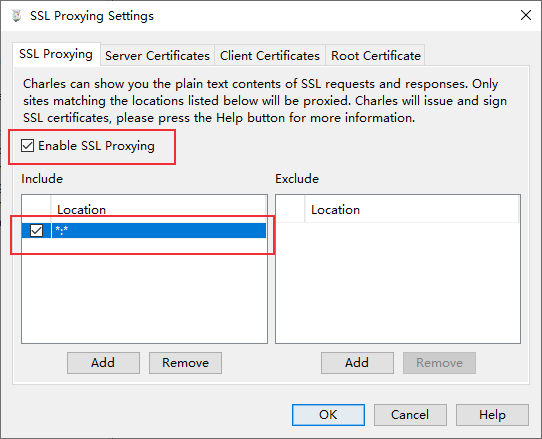 SSL Proxying Settings
SSL Proxying Server Certificates Client Certificates Root Certificate
Charles can show you the plain text contents of SSL requests and responses. Only
sites matching the locations listed below will be proxied. Charles will issue and sign
SSL certificates, please press the Help button for more information.
Enable SSL Proxying
Include Exclude
Location Location
*:*
Add Remove Add Remove
OK Cancel Help